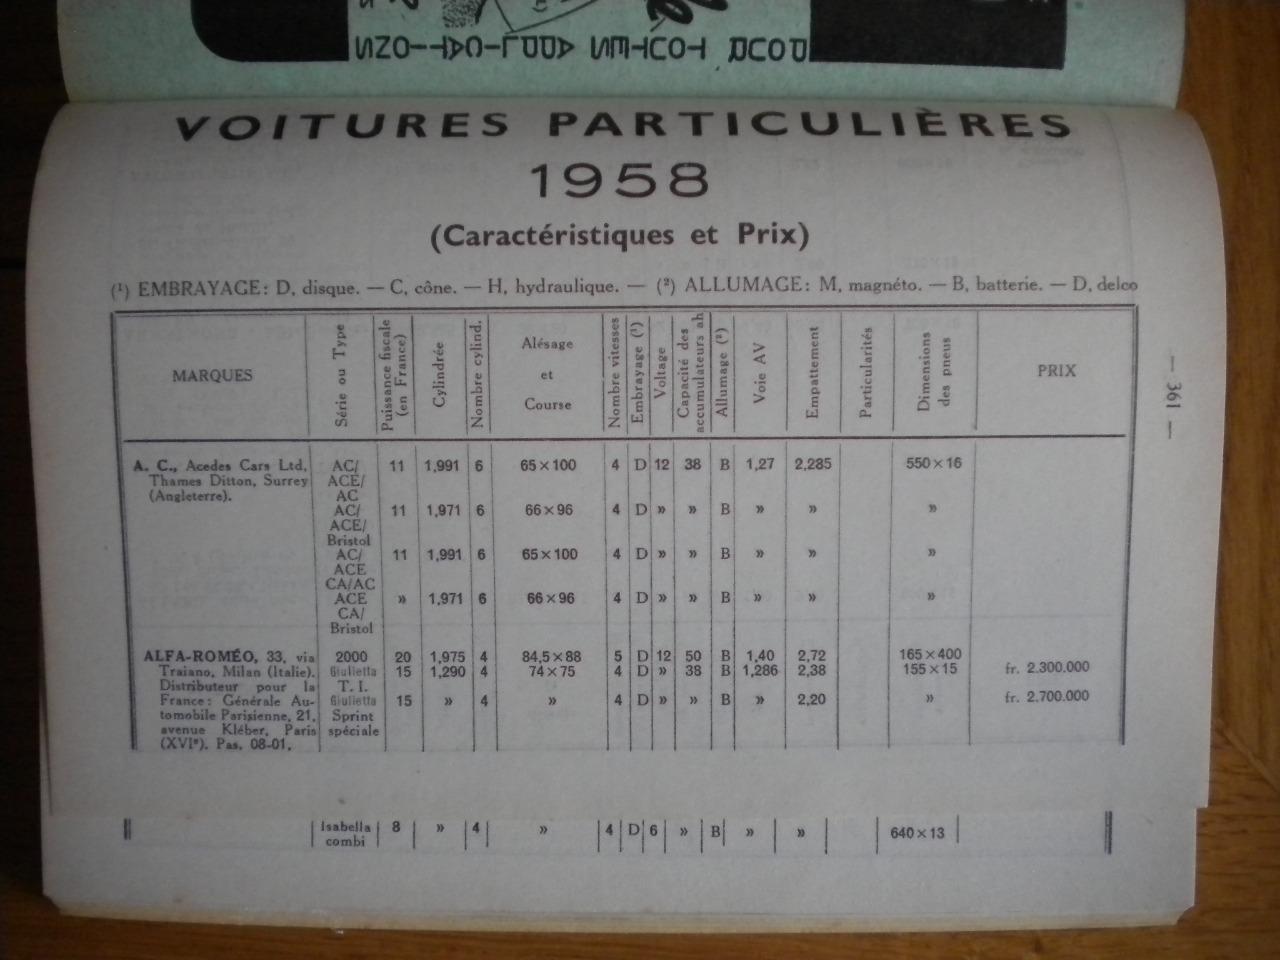 POUR TOUTES APPLICATIONS
VOITURES PARTICULIÈRES
1958
(Caractéristiques et Prix)
(¹) EMBRAYAGE: D, disque. — C, cône. — H, hydraulique. — (²) ALLUMAGE: M, magnéto. — B, batterie. — D, delco
MARQUES Série ou Type Puissance fiscale (en France) Cylindrée Nombre cylind. Alésage et Course Nombre vitesses Embrayage (¹) Voltage Capacité des accumulateurs ah Allumage (²) Voie AV Empattement Particularités Dimensions des pneus PRIX
— 361 —
A. C., Acedes Cars Ltd, AC/ 11 1,991 6 65×100 4 D 12 38 B 1,27 2,285 550×16
Thames Ditton, Surrey ACE/
(Angleterre). AC
AC/ 11 1,971 6 66×96 4 D » » B » » »
ACE/
Bristol
AC/ 11 1,991 6 65×100 4 D » » B » » »
ACE
CA/AC
ACE » 1,971 6 66×96 4 D » » B » » »
CA/
Bristol
ALFA-ROMÉO, 33, via 2000 20 1,975 4 84,5×88 5 D 12 50 B 1,40 2,72 165×400
Traiano, Milan (Italie). Giulietta 15 1,290 4 74×75 4 D » 38 B 1,286 2,38 155×15 fr. 2.300.000
Distributeur pour la T. I.
France: Générale Au- Giulietta 15 » 4 » 4 D » » B » 2,20 » fr. 2.700.000
tomobile Parisienne, 21, Sprint
avenue Kléber, Paris spéciale
(XVIᵉ). Pas. 08-01.
Isabella 8 » 4 » 4 D 6 » B » » 640×13
combi